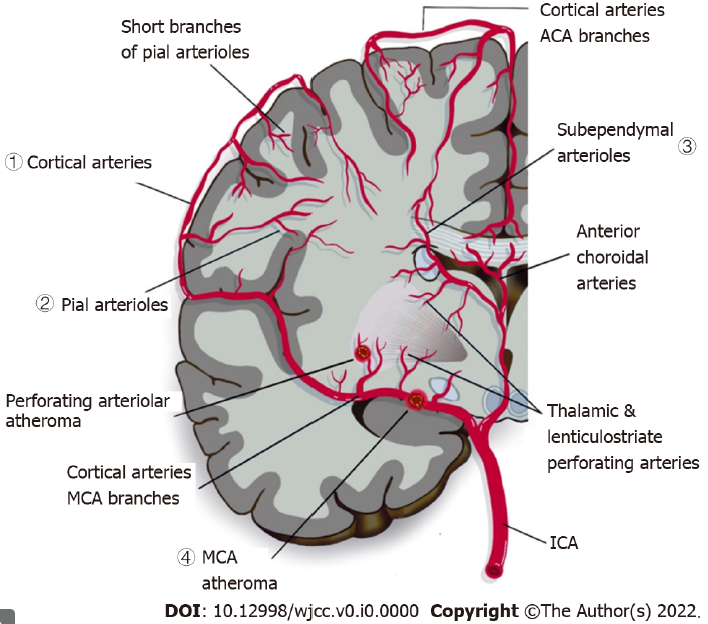 Cortical arteries
ACA branches
Short branches
of pial arterioles
Subependymal
arterioles
③
① Cortical arteries
Anterior
choroidal
arteries
② Pial arterioles
Perforating arteriolar
atheroma
Thalamic &
lenticulostriate
perforating arteries
Cortical arteries
MCA branches
ICA
④ MCA
atheroma
DOI: 10.12998/wjcc.v0.i0.0000 Copyright ©The Author(s) 2022.